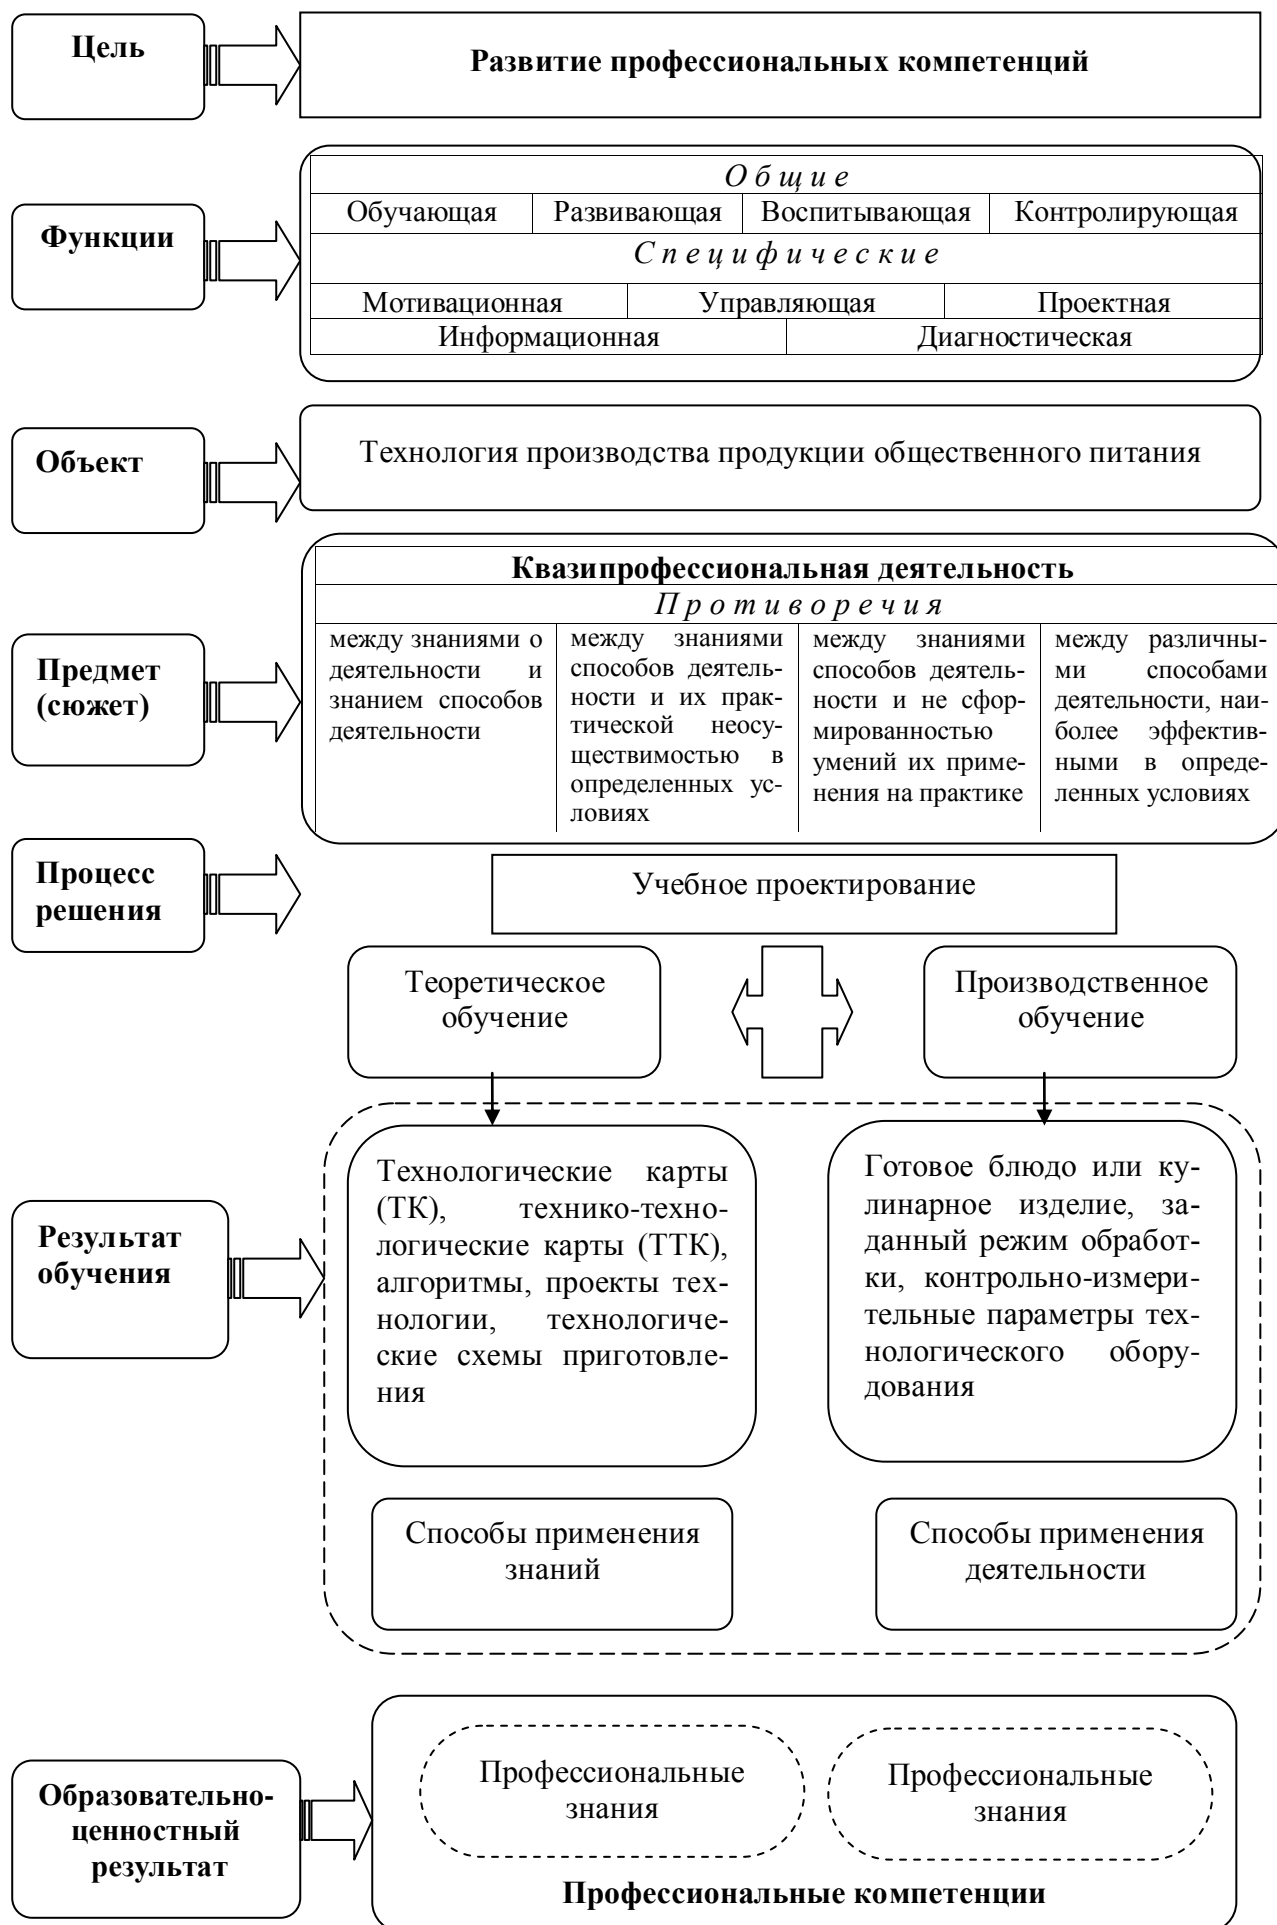 Цель
Развитие профессиональных компетенций
Функции
Общие
Обучающая Развивающая Воспитывающая Контролирующая
Специфические
Мотивационная Управляющая Проектная
Информационная Диагностическая
Объект
Технология производства продукции общественного питания
Предмет
(сюжет)
Квазипрофессиональная деятельность
Противоречия
между знаниями о
деятельности и
знанием способов
деятельности
между знаниями
способов деятель-
ности и их прак-
тической неосу-
ществимостью в
определенных ус-
ловиях
между знаниями
способов деятель-
ности и не сфор-
мированностью
умений их приме-
нения на практике
между различны-
ми способами
деятельности, наи-
более эффектив-
ными в опреде-
ленных условиях
Процесс
решения
Учебное проектирование
Теоретическое
обучение
Производственное
обучение
Результат
обучения
Технологические карты
(ТК), технико-техно-
логические карты (ТТК),
алгоритмы, проекты тех-
нологии, технологиче-
ские схемы приготовле-
ния
Готовое блюдо или ку-
линарное изделие, за-
данный режим обработ-
ки, контрольно-измери-
тельные параметры тех-
нологического обору-
дования
Способы применения
знаний
Способы применения
деятельности
Образовательно-
ценностный
результат
Профессиональные
знания
Профессиональные
знания
Профессиональные компетенции